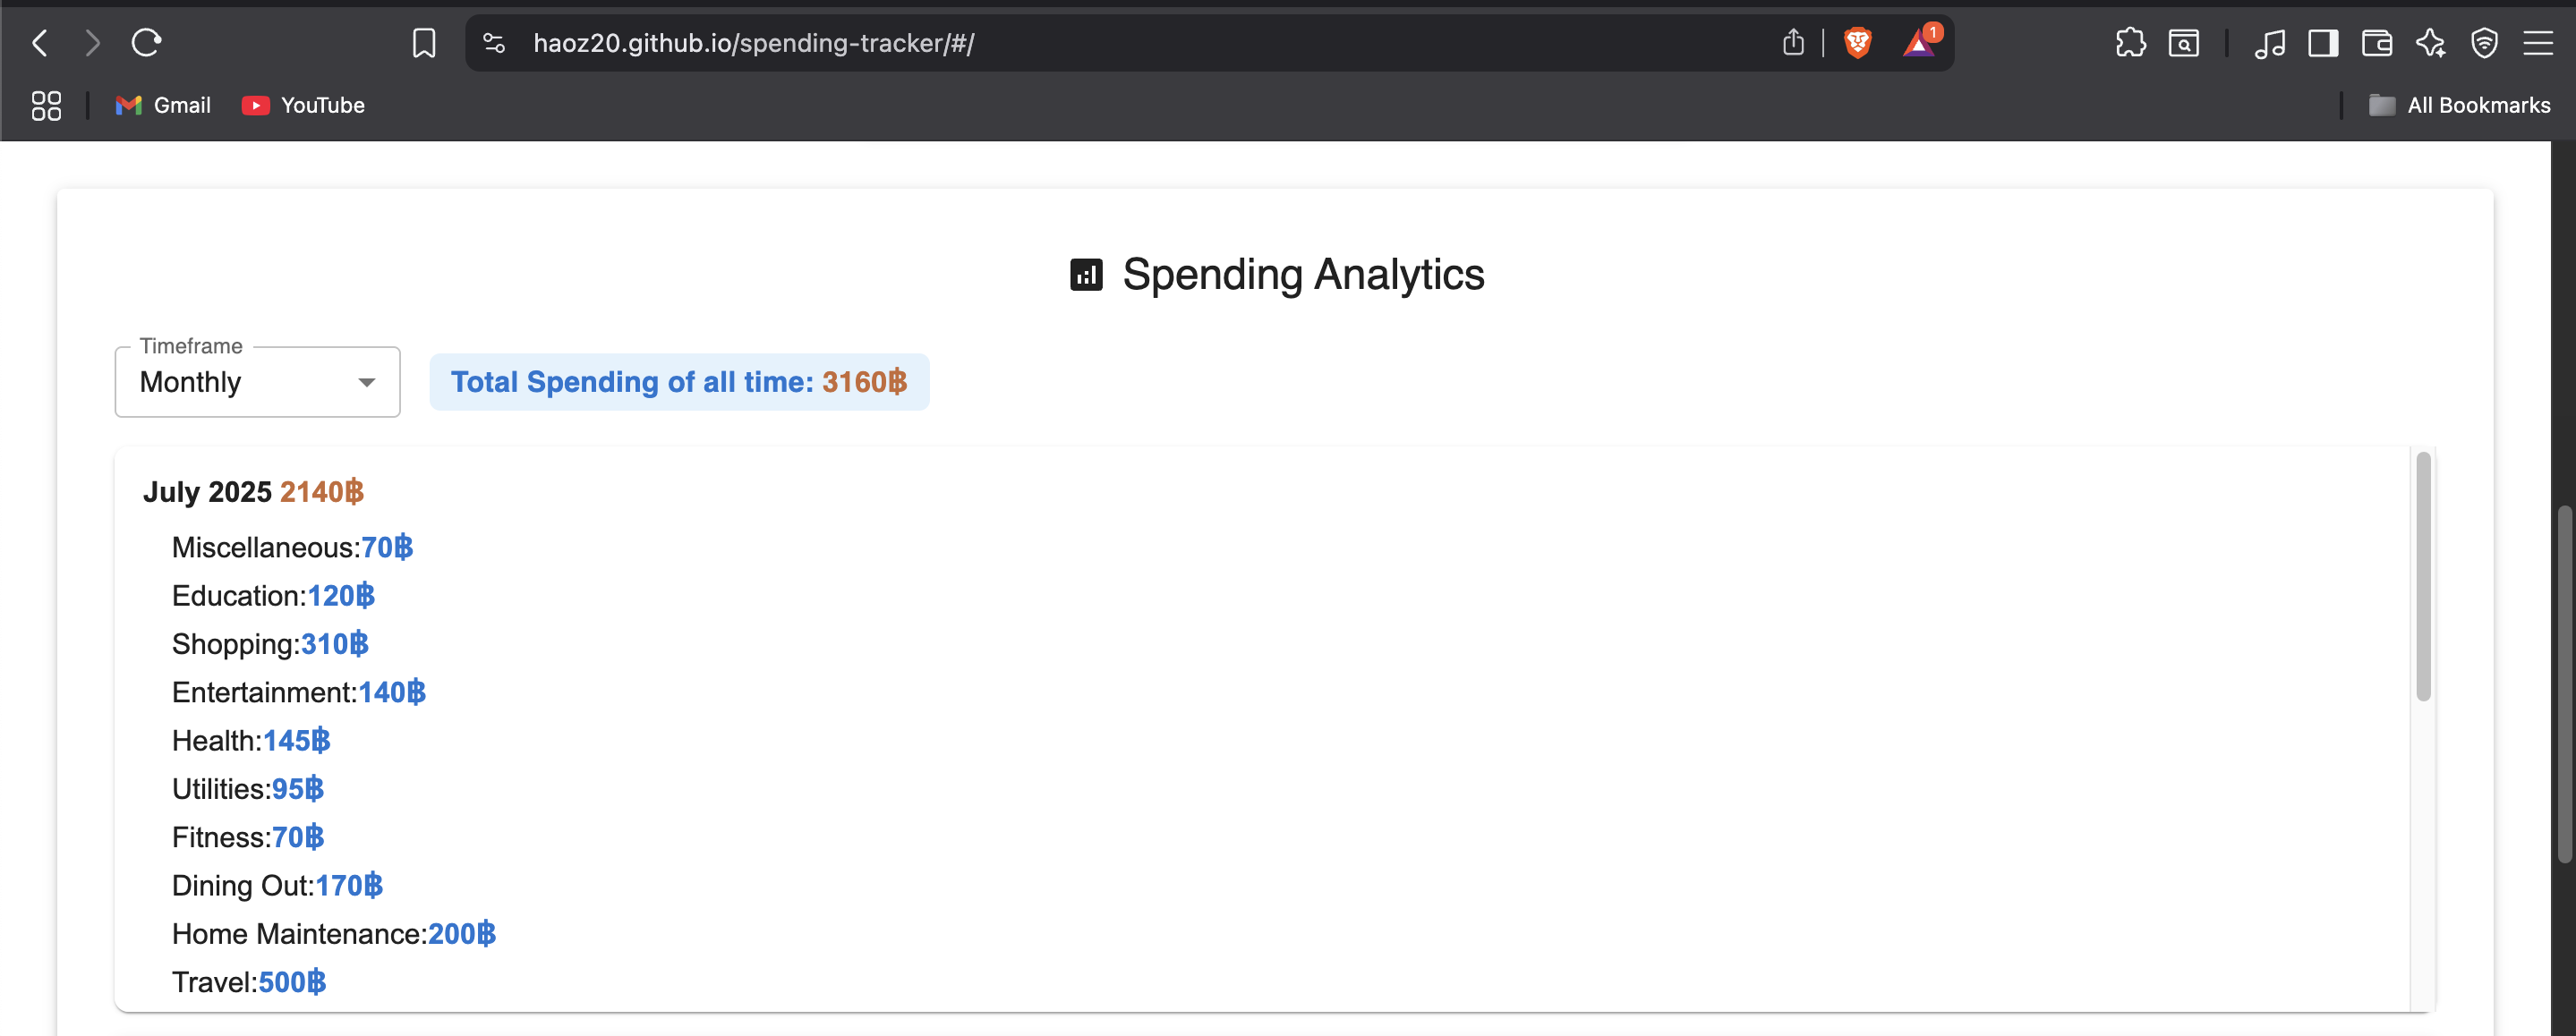 haoz20.github.io/spending-tracker/#/
1
Gmail
YouTube
All Bookmarks
Spending Analytics
Timeframe
Monthly
Total Spending of all time: 3160฿
July 2025 2140฿
Miscellaneous:70฿
Education:120฿
Shopping:310฿
Entertainment:140฿
Health:145฿
Utilities:95฿
Fitness:70฿
Dining Out:170฿
Home Maintenance:200฿
Travel:500฿